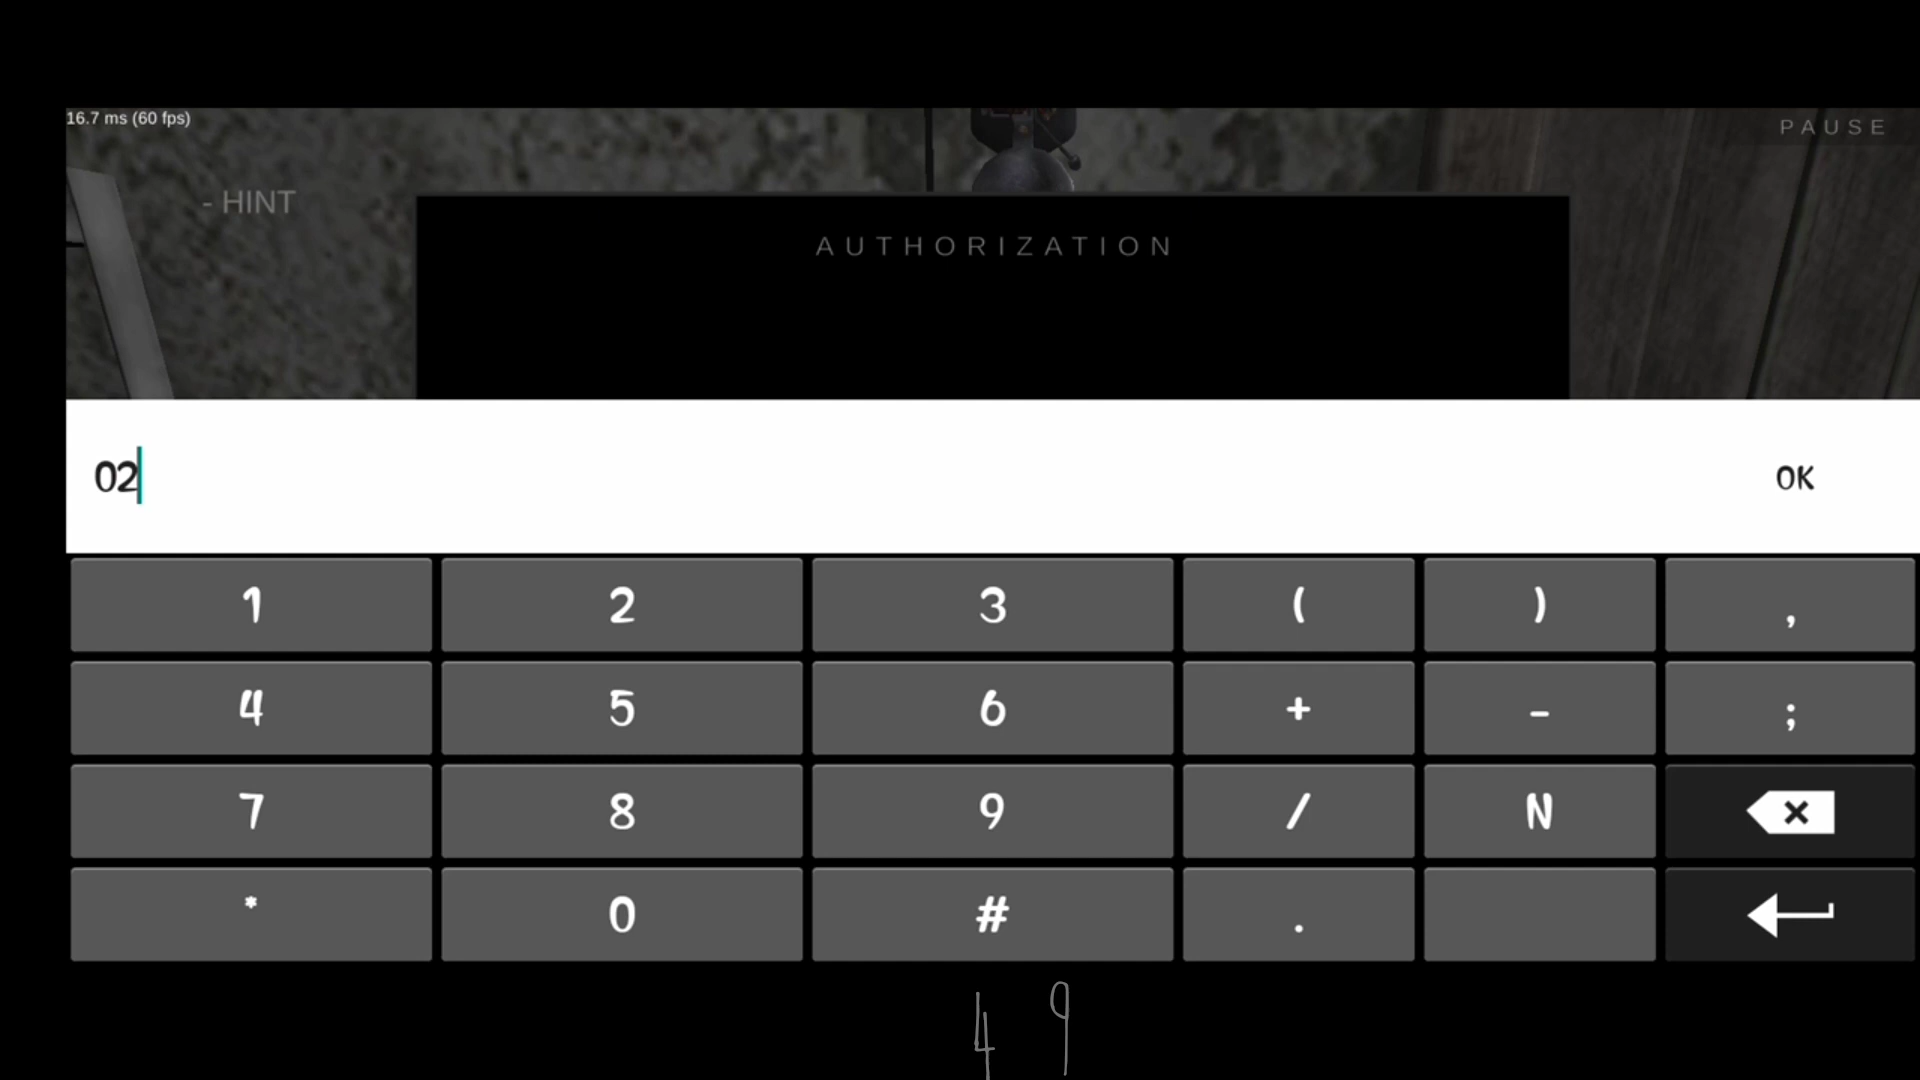 16.7 ms (60 fps)
PAUSE
- HINT
AUTHORIZATION
02
OK
1 2 3 ( ) ,
4 5 6 + - ;
7 8 9 / N
* 0 # .
4 9